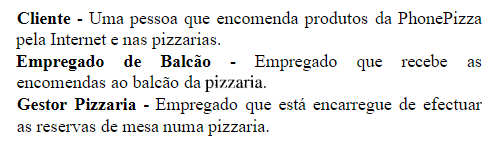 Cliente - Uma pessoa que encomenda produtos da PhonePizza
pela Internet e nas pizzarias.
Empregado de Balcão - Empregado que recebe as
encomendas ao balcão da pizzaria.
Gestor Pizzaria - Empregado que está encarregue de efectuar
as reservas de mesa numa pizzaria.